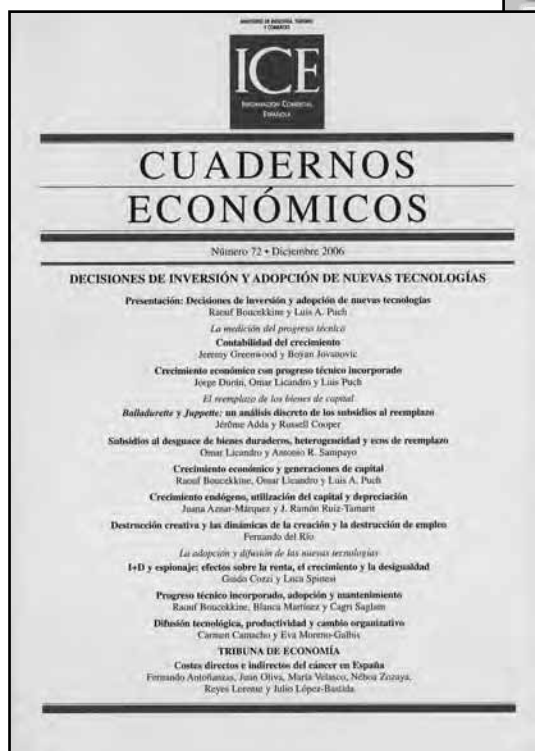 MINISTERIO DE INDUSTRIA, TURISMO
Y COMERCIO
ICE
INFORMACIÓN COMERCIAL
ESPAÑOLA
CUADERNOS
ECONÓMICOS
Número 72 • Diciembre 2006
DECISIONES DE INVERSIÓN Y ADOPCIÓN DE NUEVAS TECNOLOGÍAS
Presentación: Decisiones de inversión y adopción de nuevas tecnologías
Raouf Boucekkine y Luis A. Puch
La medición del progreso técnico
Contabilidad del crecimiento
Jeremy Greenwood y Boyan Jovanovic
Crecimiento económico con progreso técnico incorporado
Jorge Durán, Omar Licandro y Luis Puch
El reemplazo de los bienes de capital
Balladurette y Juppette: un análisis discreto de los subsidios al reemplazo
Jérôme Adda y Russell Cooper
Subsidios al desguace de bienes duraderos, heterogeneidad y ecos de reemplazo
Omar Licandro y Antonio R. Sampayo
Crecimiento económico y generaciones de capital
Raouf Boucekkine, Omar Licandro y Luis A. Puch
Crecimiento endógeno, utilización del capital y depreciación
Juana Aznar-Márquez y J. Ramón Ruiz-Tamarit
Destrucción creativa y las dinámicas de la creación y la destrucción de empleo
Fernando del Río
La adopción y difusión de las nuevas tecnologías
I+D y espionaje: efectos sobre la renta, el crecimiento y la desigualdad
Guido Cozzi y Luca Spinesi
Progreso técnico incorporado, adopción y mantenimiento
Raouf Boucekkine, Blanca Martínez y Cagri Saglam
Difusión tecnológica, productividad y cambio organizativo
Carmen Camacho y Eva Moreno-Galbis
TRIBUNA DE ECONOMÍA
Costes directos e indirectos del cáncer en España
Fernando Antoñanzas, Juan Oliva, María Velasco, Néboa Zozaya,
Reyes Lorente y Julio López-Bastida